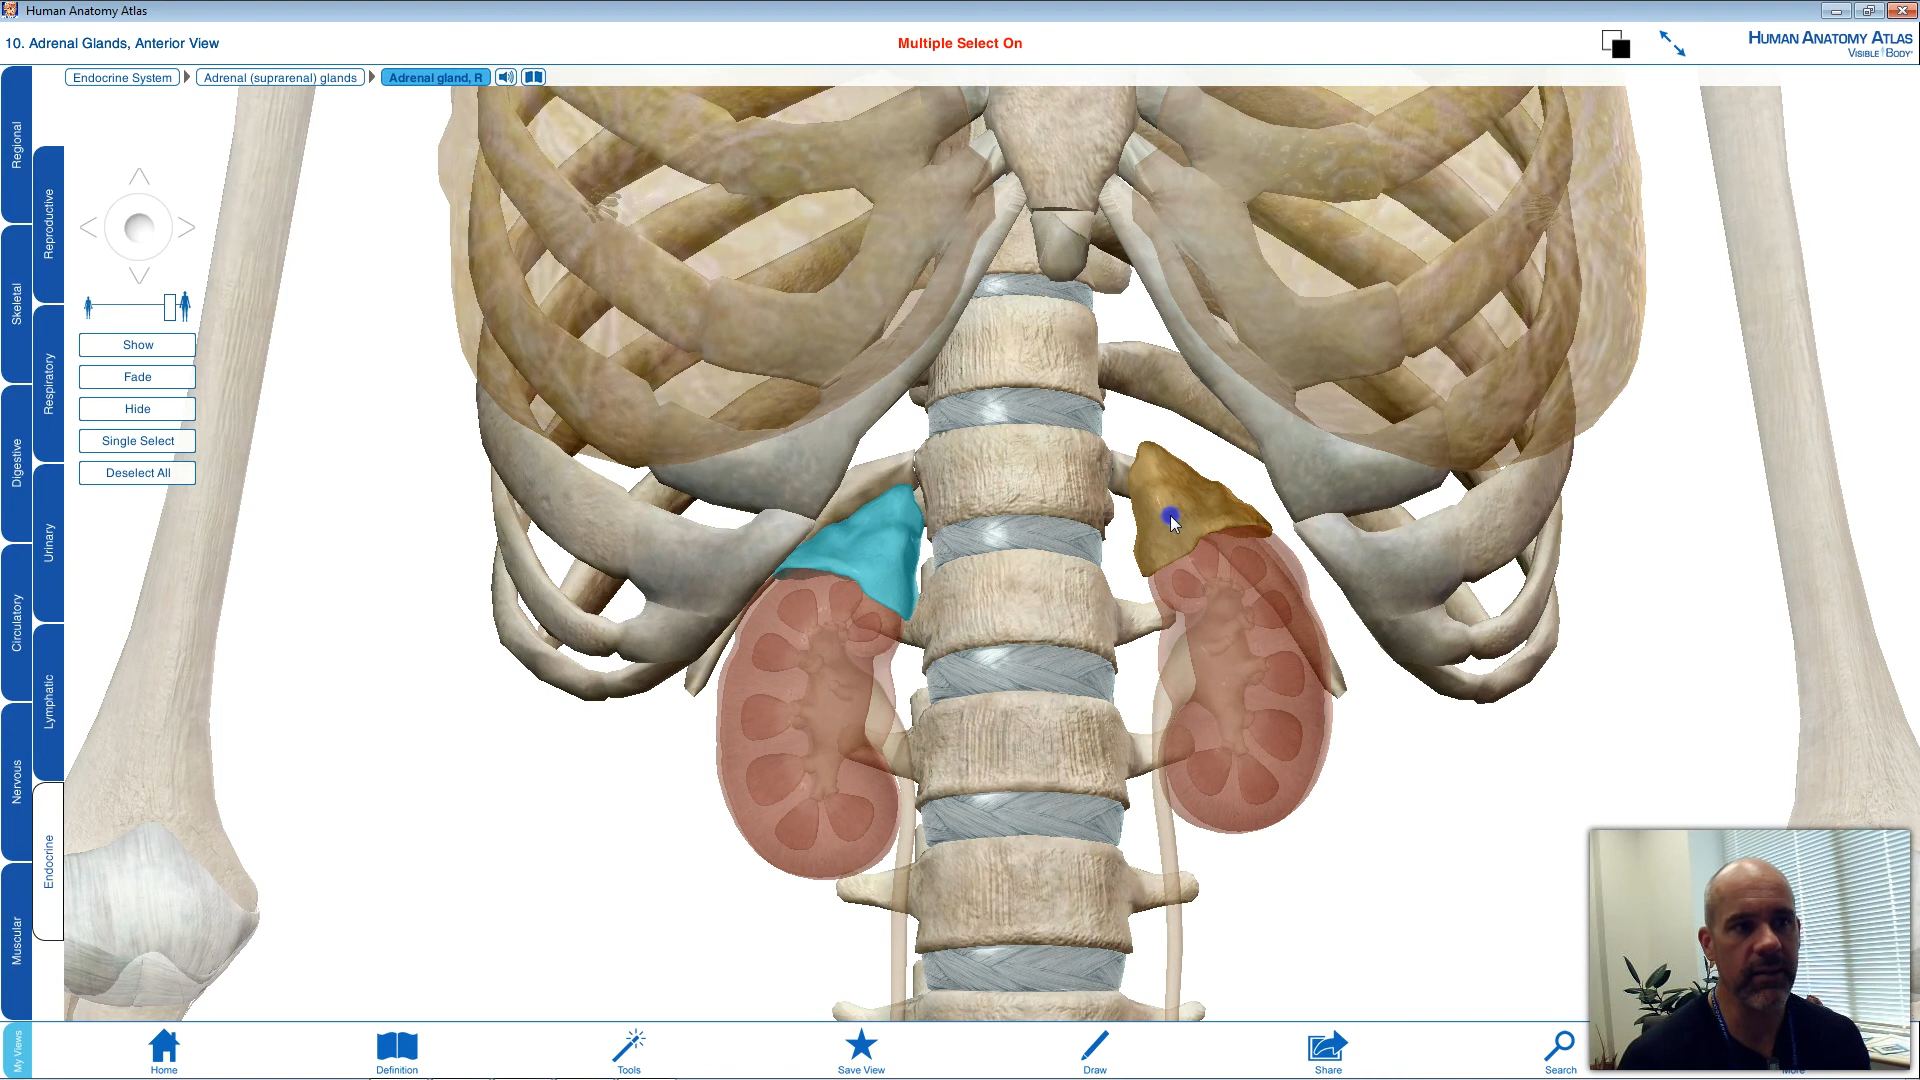 Human Anatomy Atlas
10. Adrenal Glands, Anterior View
Multiple Select On
HUMAN ANATOMY ATLAS
VISIBLE BODY
Endocrine System
Adrenal (suprarenal) glands
Adrenal gland, R
Regional
Skeletal
Digestive
Circulatory
Nervous
Muscular
My Views
Reproductive
Respiratory
Urinary
Lymphatic
Endocrine
Show
Fade
Hide
Single Select
Deselect All
Home
Definition
Tools
Save View
Draw
Share
Search
More